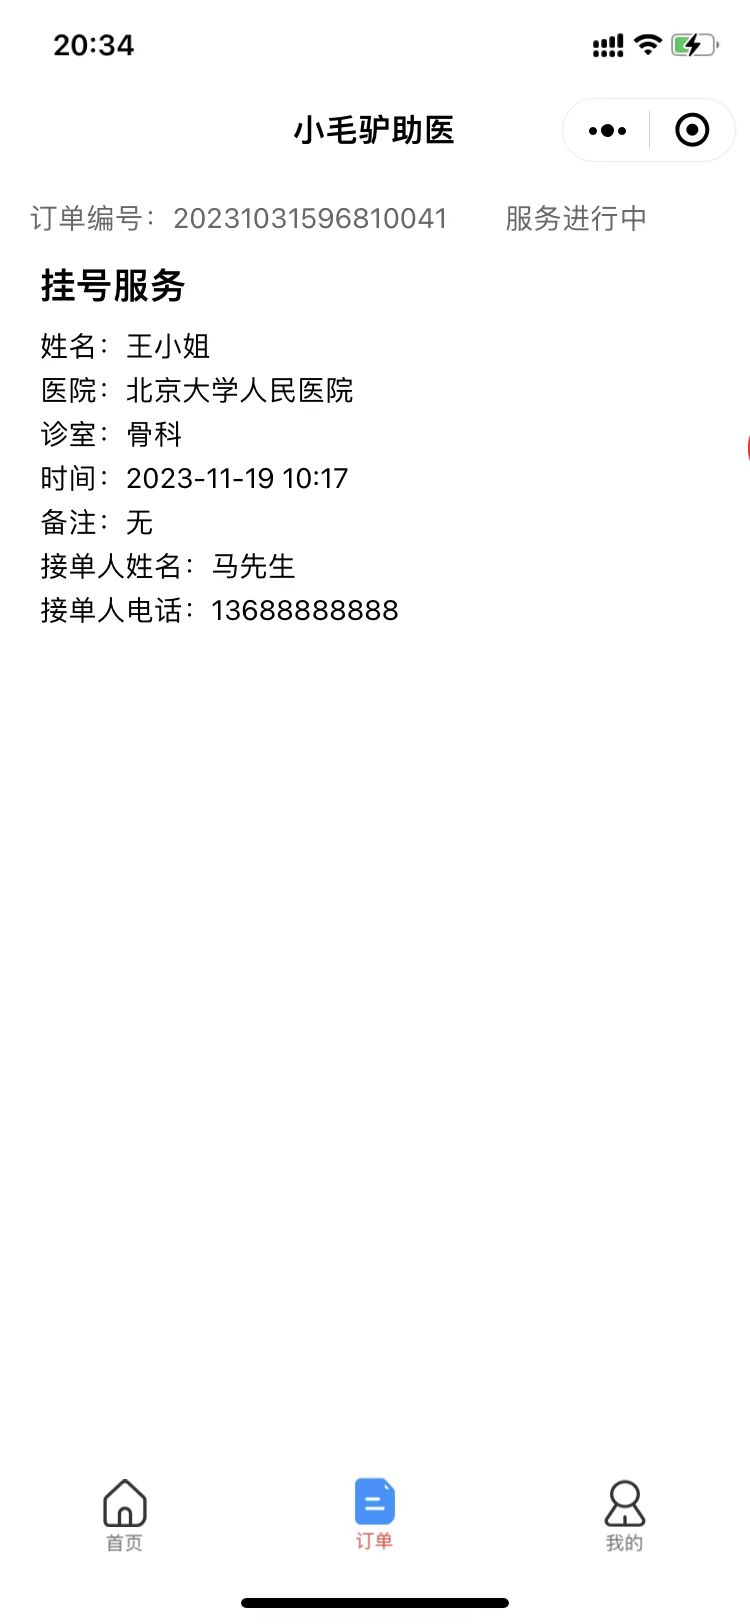 20:34
小毛驴助医
订单编号：20231031596810041 服务进行中
挂号服务
姓名：王小姐
医院：北京大学人民医院
诊室：骨科
时间：2023-11-19 10:17
备注：无
接单人姓名：马先生
接单人电话：13688888888
首页 订单 我的